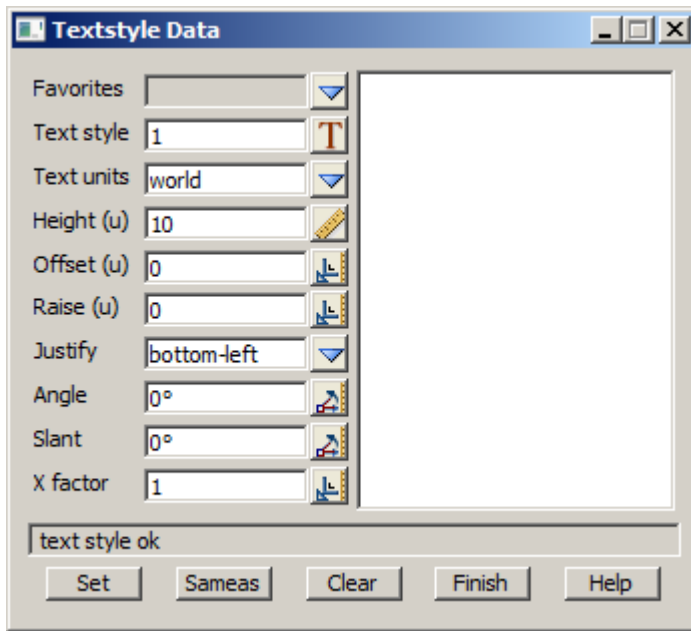 Textstyle Data
Favorites
Text style 1 T
Text units world
Height (u) 10
Offset (u) 0
Raise (u) 0
Justify bottom-left
Angle 0°
Slant 0°
X factor 1
text style ok
Set Sameas Clear Finish Help